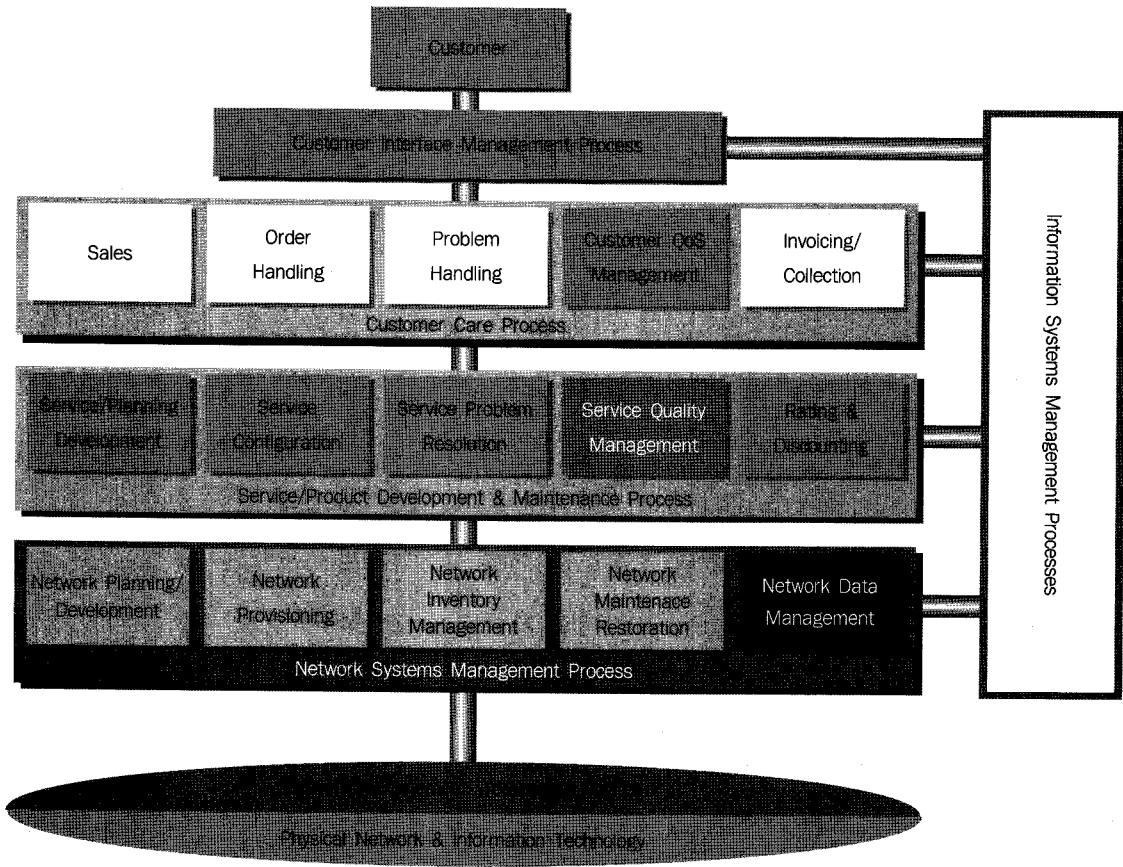 Customer
Customer Interface Management Process
Sales
Order
Handling
Problem
Handling
Customer QoS
Management
Invoicing/
Collection
Customer Care Process
Service/Planning
Development
Service
Configuration
Service Problem
Resolution
Service Quality
Management
Rating &
Discounting
Service/Product Development & Maintenance Process
Network Planning/
Development
Network
Provisioning
Network
Inventory
Management
Network
Maintenace
Restoration
Network Data
Management
Network Systems Management Process
Physical Network & Information Technology
Information Systems Management Processes